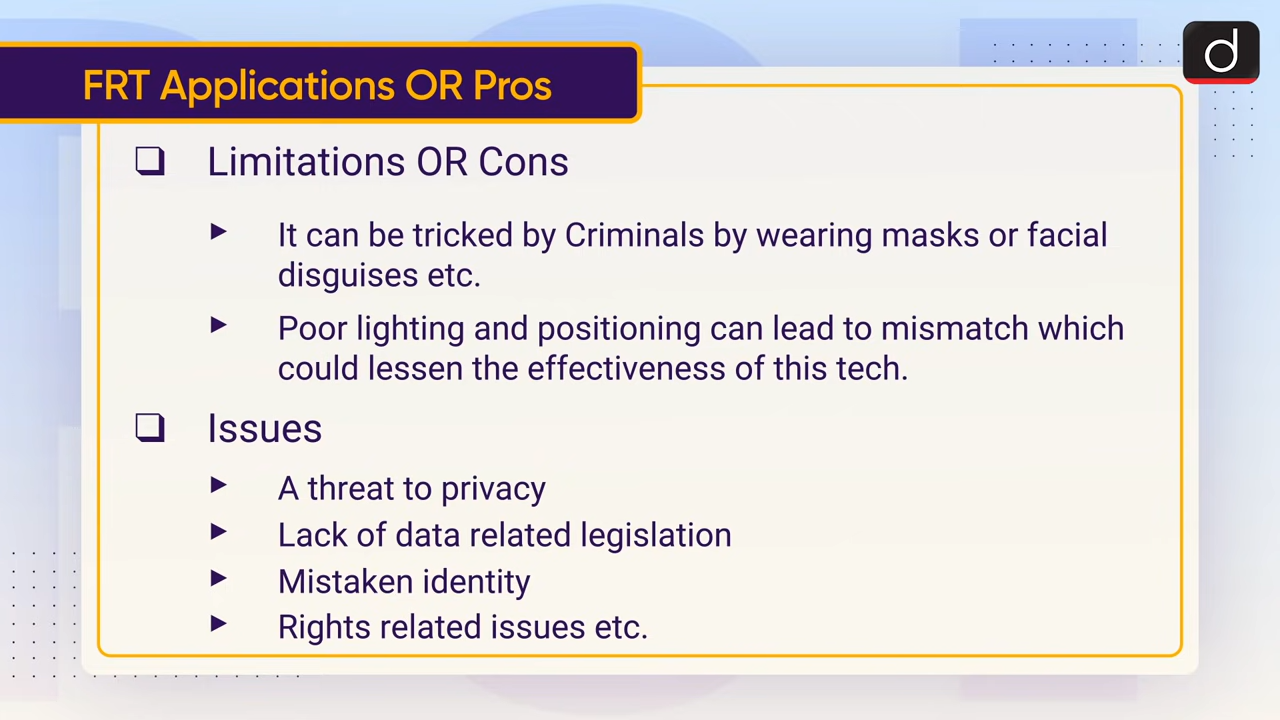 FRT Applications OR Pros
d
❑ Limitations OR Cons
► It can be tricked by Criminals by wearing masks or facial
disguises etc.
► Poor lighting and positioning can lead to mismatch which
could lessen the effectiveness of this tech.
❑ Issues
► A threat to privacy
► Lack of data related legislation
► Mistaken identity
► Rights related issues etc.